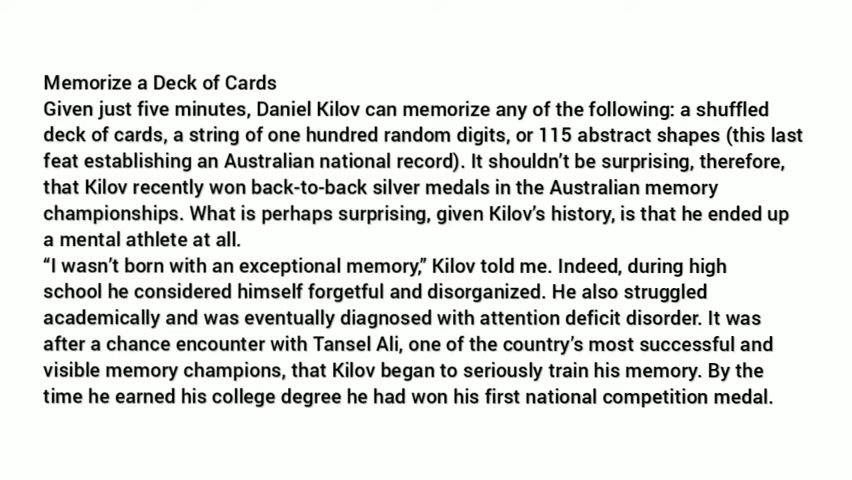 Memorize a Deck of Cards
Given just five minutes, Daniel Kilov can memorize any of the following: a shuffled
deck of cards, a string of one hundred random digits, or 115 abstract shapes (this last
feat establishing an Australian national record). It shouldn’t be surprising, therefore,
that Kilov recently won back-to-back silver medals in the Australian memory
championships. What is perhaps surprising, given Kilov’s history, is that he ended up
a mental athlete at all.
“I wasn’t born with an exceptional memory,” Kilov told me. Indeed, during high
school he considered himself forgetful and disorganized. He also struggled
academically and was eventually diagnosed with attention deficit disorder. It was
after a chance encounter with Tansel Ali, one of the country’s most successful and
visible memory champions, that Kilov began to seriously train his memory. By the
time he earned his college degree he had won his first national competition medal.